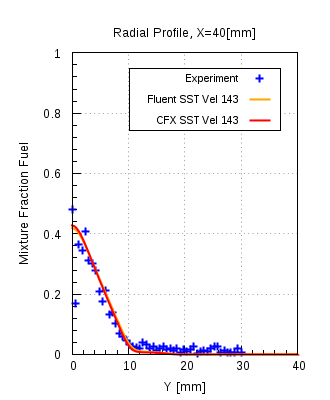 Radial Profile, X=40[mm]
Experiment
Fluent SST Vel 143
CFX SST Vel 143
Mixture Fraction Fuel
1
0.8
0.6
0.4
0.2
0
0 10 20 30 40
Y [mm]